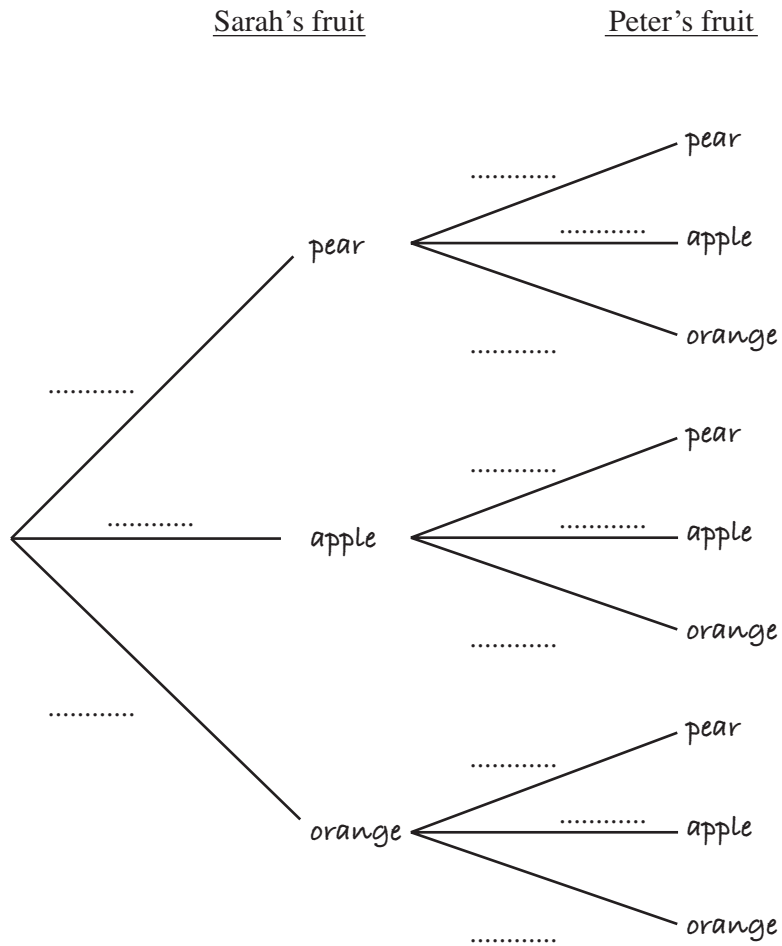 Sarah's fruit Peter's fruit
pear
............
............ apple
pear
orange
............
............
pear
............
............ ............ apple
apple
orange
............
............
pear
............
............ apple
orange
orange
............